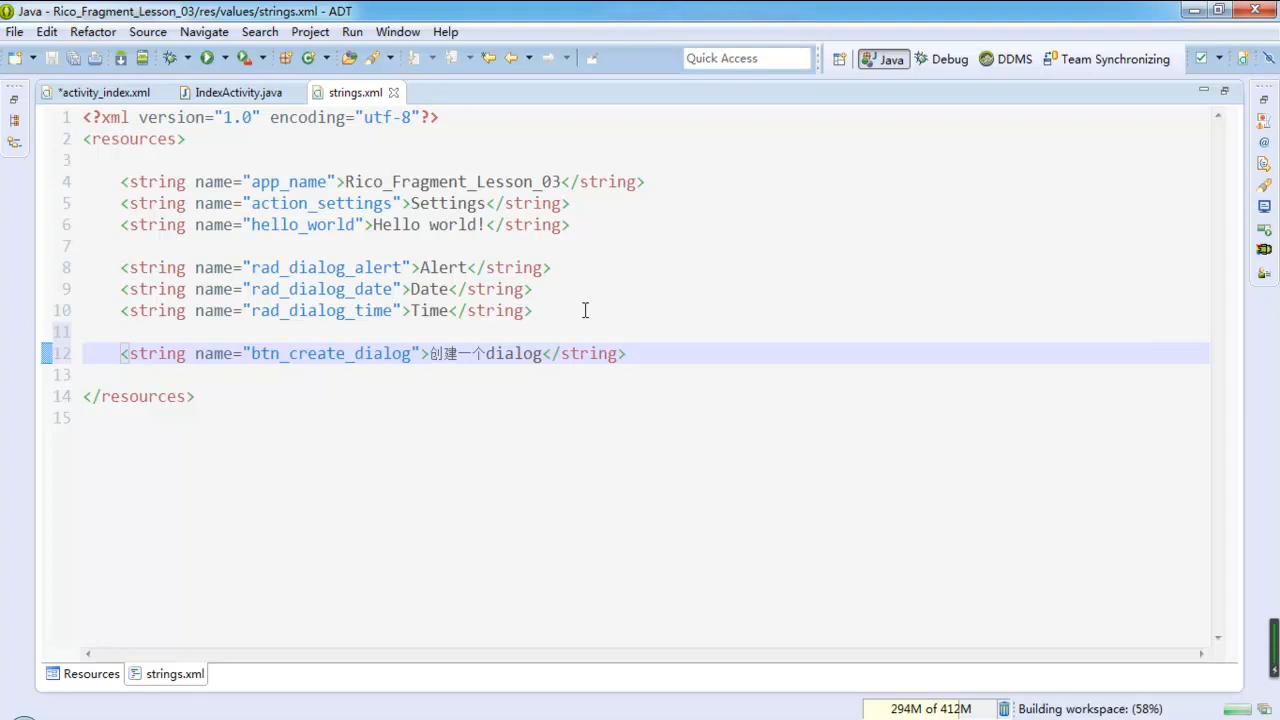 Java - Rico_Fragment_Lesson_03/res/values/strings.xml - ADT
File Edit Refactor Source Navigate Search Project Run Window Help
Quick Access Java Debug DDMS Team Synchronizing
*activity_index.xml IndexActivity.java strings.xml
1 <?xml version="1.0" encoding="utf-8"?>
2 <resources>
3
4 <string name="app_name">Rico_Fragment_Lesson_03</string>
5 <string name="action_settings">Settings</string>
6 <string name="hello_world">Hello world!</string>
7
8 <string name="rad_dialog_alert">Alert</string>
9 <string name="rad_dialog_date">Date</string>
10 <string name="rad_dialog_time">Time</string>
11
12 <string name="btn_create_dialog">创建一个dialog</string>
13
14 </resources>
15
Resources strings.xml
294M of 412M Building workspace: (58%)